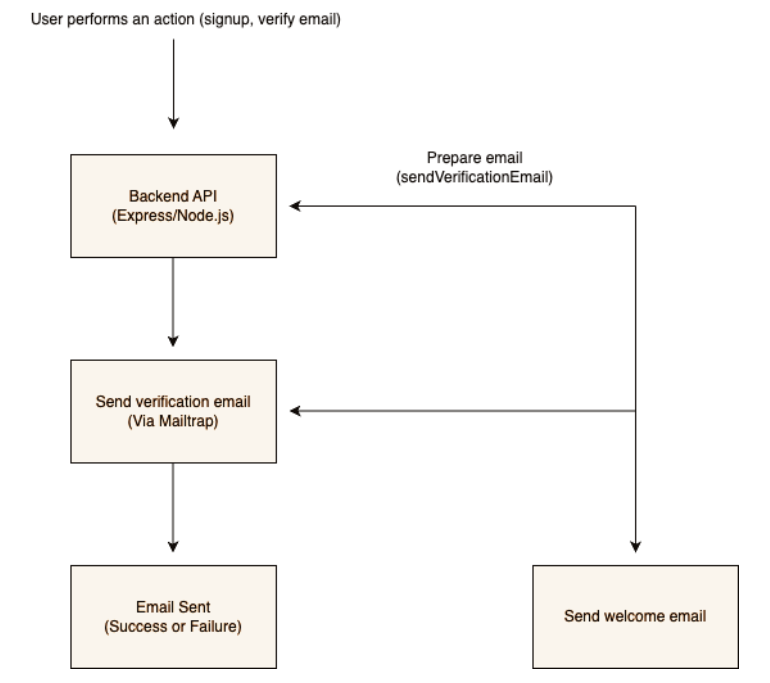 User performs an action (signup, verify email)
Prepare email
(sendVerificationEmail)
Backend API
(Express/Node.js)
Send verification email
(Via Mailtrap)
Email Sent
(Success or Failure)
Send welcome email